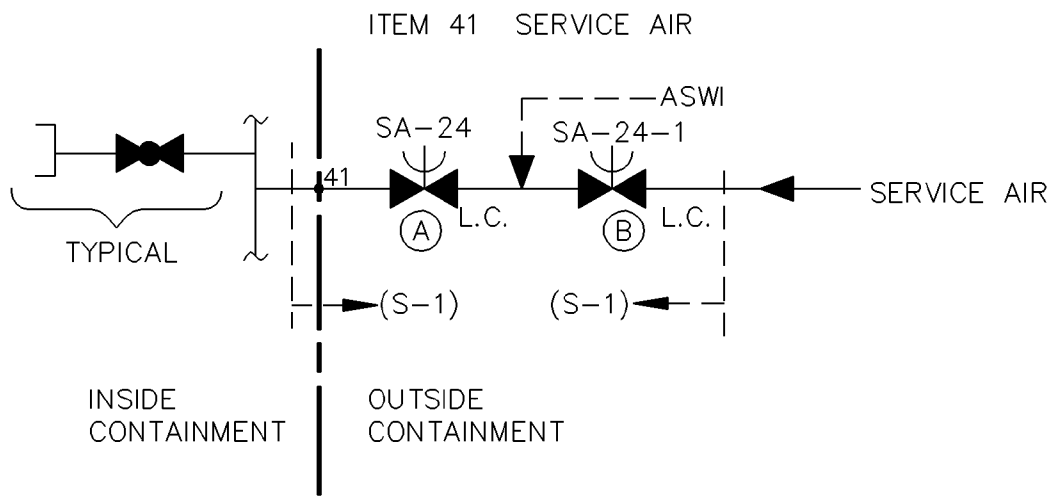 ITEM 41 SERVICE AIR
ASWI
SA-24
SA-24-1
41
SERVICE AIR
A
L.C.
B
L.C.
TYPICAL
(S-1)
(S-1)
INSIDE
CONTAINMENT
OUTSIDE
CONTAINMENT